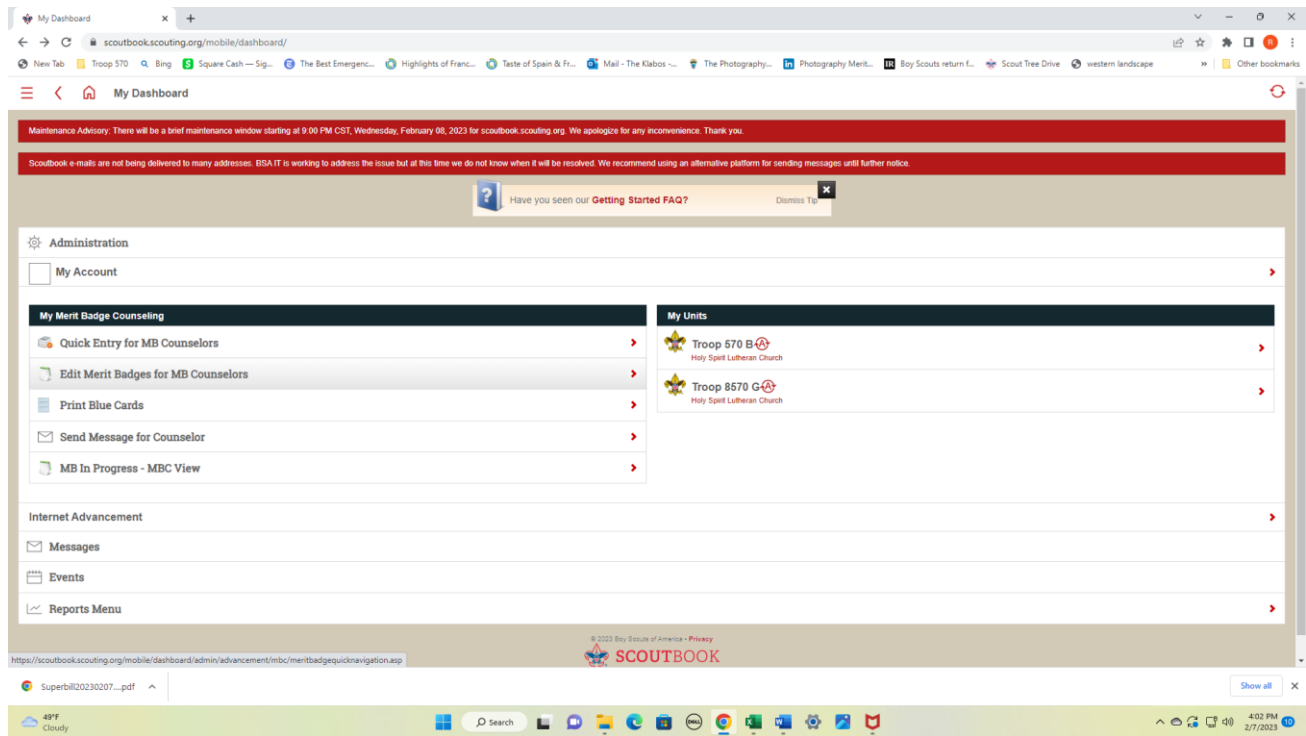 My Dashboard
scoutbook.scouting.org/mobile/dashboard/
R
New Tab Troop 570 Bing Square Cash — Sig... The Best Emergenc... Highlights of Franc... Taste of Spain & Fr... Mail - The Klabos -... The Photography... Photography Merit... Boy Scouts return f... Scout Tree Drive western landscape » Other bookmarks
My Dashboard
Maintenance Advisory: There will be a brief maintenance window starting at 9:00 PM CST, Wednesday, February 08, 2023 for scoutbook.scouting.org. We apologize for any inconvenience. Thank you.
Scoutbook e-mails are not being delivered to many addresses. BSA IT is working to address the issue but at this time we do not know when it will be resolved. We recommend using an alternative platform for sending messages until further notice.
Have you seen our Getting Started FAQ? Dismiss Tip
Administration
My Account
My Merit Badge Counseling
Quick Entry for MB Counselors
Edit Merit Badges for MB Counselors
Print Blue Cards
Send Message for Counselor
MB In Progress - MBC View
My Units
Troop 570 B A
Holy Spirit Lutheran Church
Troop 8570 G A
Holy Spirit Lutheran Church
Internet Advancement
Messages
Events
Reports Menu
© 2023 Boy Scouts of America - Privacy
SCOUTBOOK
https://scoutbook.scouting.org/mobile/dashboard/admin/advancement/mbc/meritbadgequicknavigation.asp
Superbill20230207....pdf Show all
49°F
Cloudy
Search
DELL
4:02 PM
2/7/2023
10